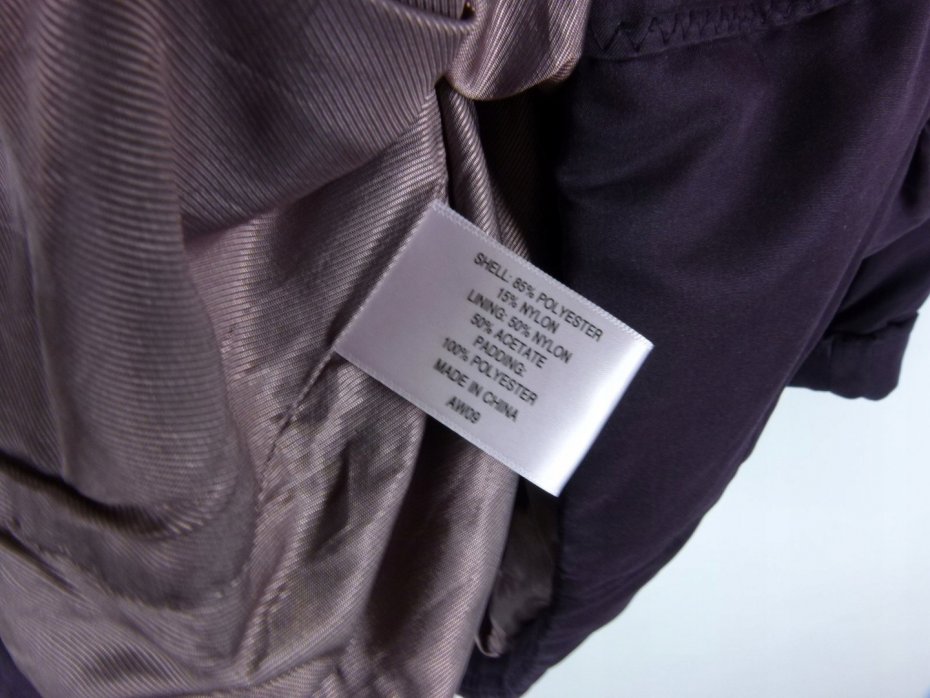 SHELL: 85% POLYESTER
15% NYLON
LINING: 50% NYLON
50% ACETATE
PADDING:
100% POLYESTER
MADE IN CHINA
AW09